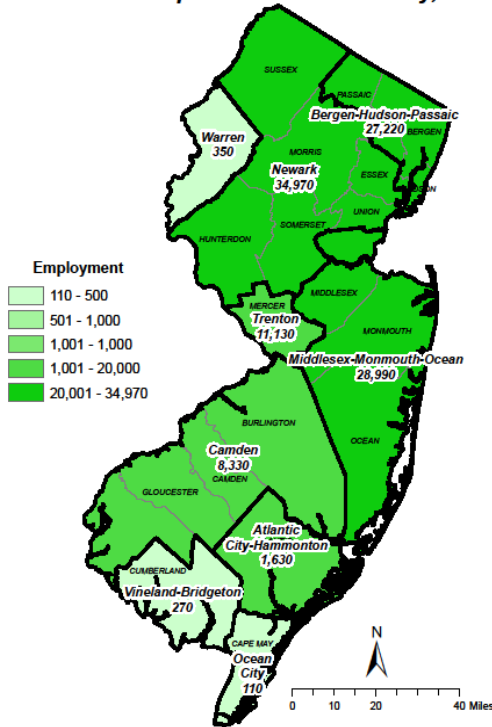 SUSSEX
PASSAIC
Bergen-Hudson-Passaic
27,220
BERGEN
Warren
350
MORRIS
Newark
34,970
ESSEX
UNION
SOMERSET
HUNTERDON
Employment
110 - 500
501 - 1,000
1,001 - 1,000
1,001 - 20,000
20,001 - 34,970
MERCER
Trenton
11,130
MIDDLESEX
MONMOUTH
Middlesex-Monmouth-Ocean
28,990
OCEAN
BURLINGTON
Camden
8,330
CAMDEN
GLOUCESTER
Atlantic
City-Hammonton
1,630
CUMBERLAND
Vineland-Bridgeton
270
CAPE MAY
Ocean
City
110
N
0 10 20 40 Miles